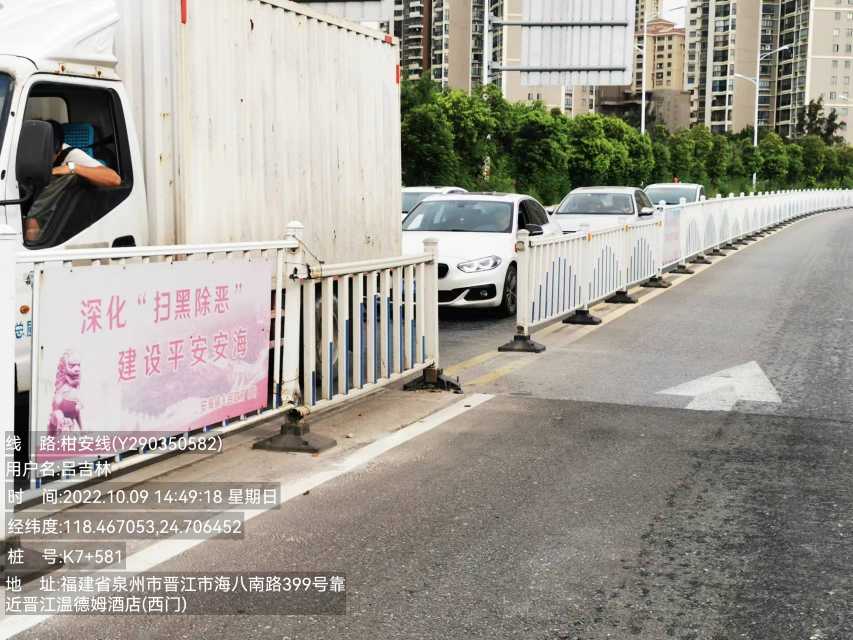 深化“扫黑除恶”
建设平安安海
线 路:柑安线(Y290350582)
用户名:吕吉林
时 间:2022.10.09 14:49:18 星期日
经纬度:118.467053,24.706452
桩 号:K7+581
地 址:福建省泉州市晋江市海八南路399号靠
近晋江温德姆酒店(西门)